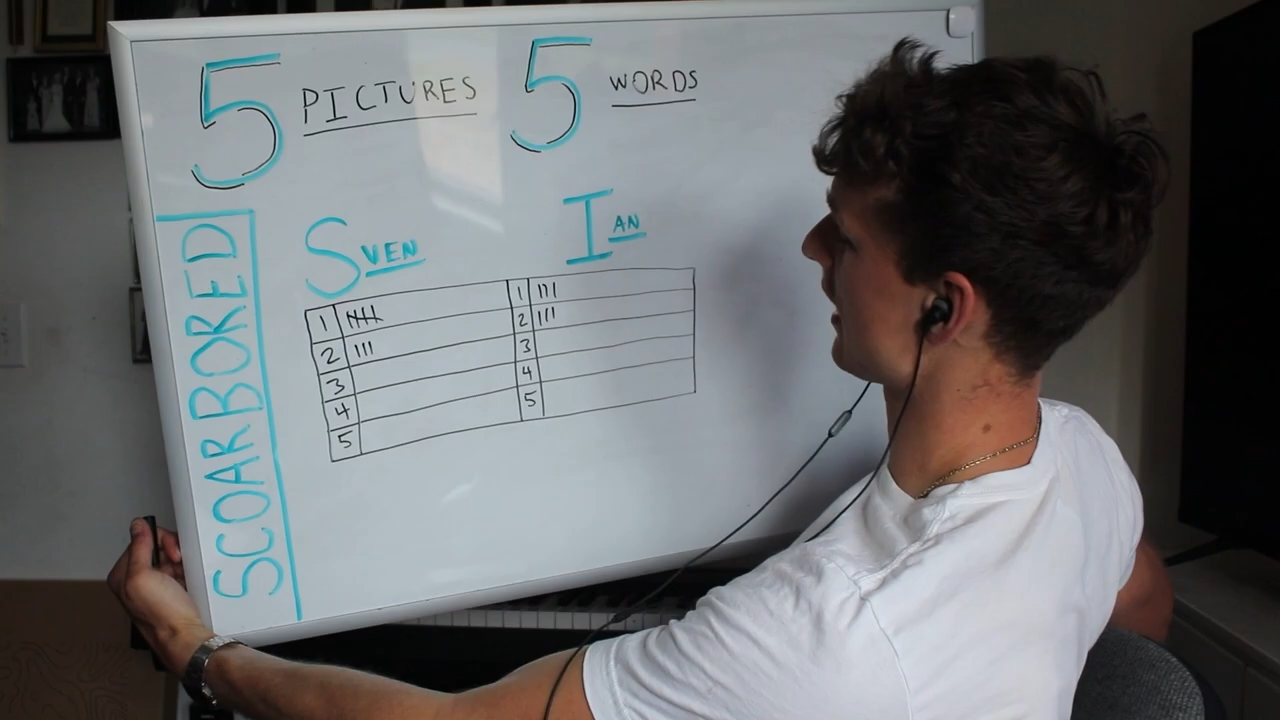 5 PICTURES 5 WORDS
SVEN IAN
1 1
2 2
3 3
4 4
5 5
SCOARBORED